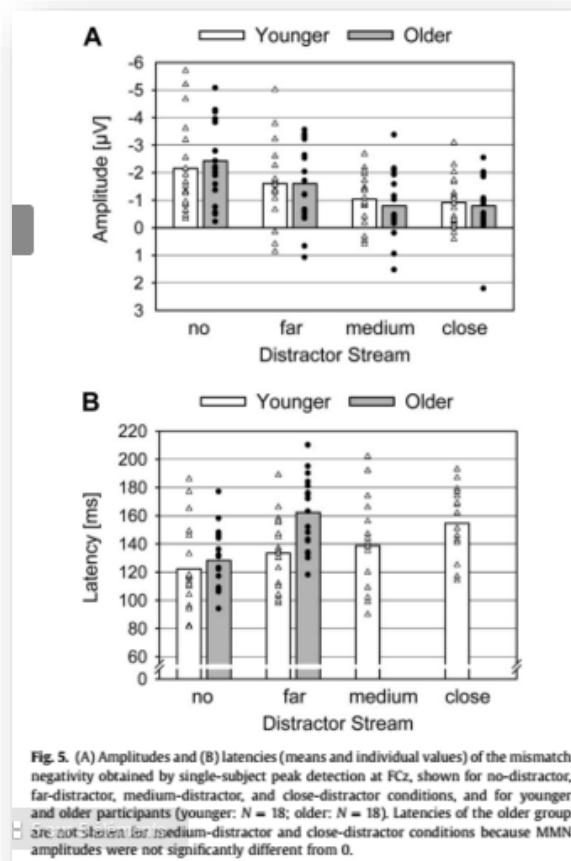 A
Younger Older
Amplitude [µV]
-6
-5
-4
-3
-2
-1
0
1
2
3
no far medium close
Distractor Stream
B
Younger Older
Latency [ms]
220
200
180
160
140
120
100
80
60
0
no far medium close
Distractor Stream
Fig. 5. (A) Amplitudes and (B) latencies (means and individual values) of the mismatch
negativity obtained by single-subject peak detection at FCz, shown for no-distractor,
far-distractor, medium-distractor, and close-distractor conditions, and for younger
and older participants (younger: N = 18; older: N = 18). Latencies of the older group
are not shown for medium-distractor and close-distractor conditions because MMN
amplitudes were not significantly different from 0.